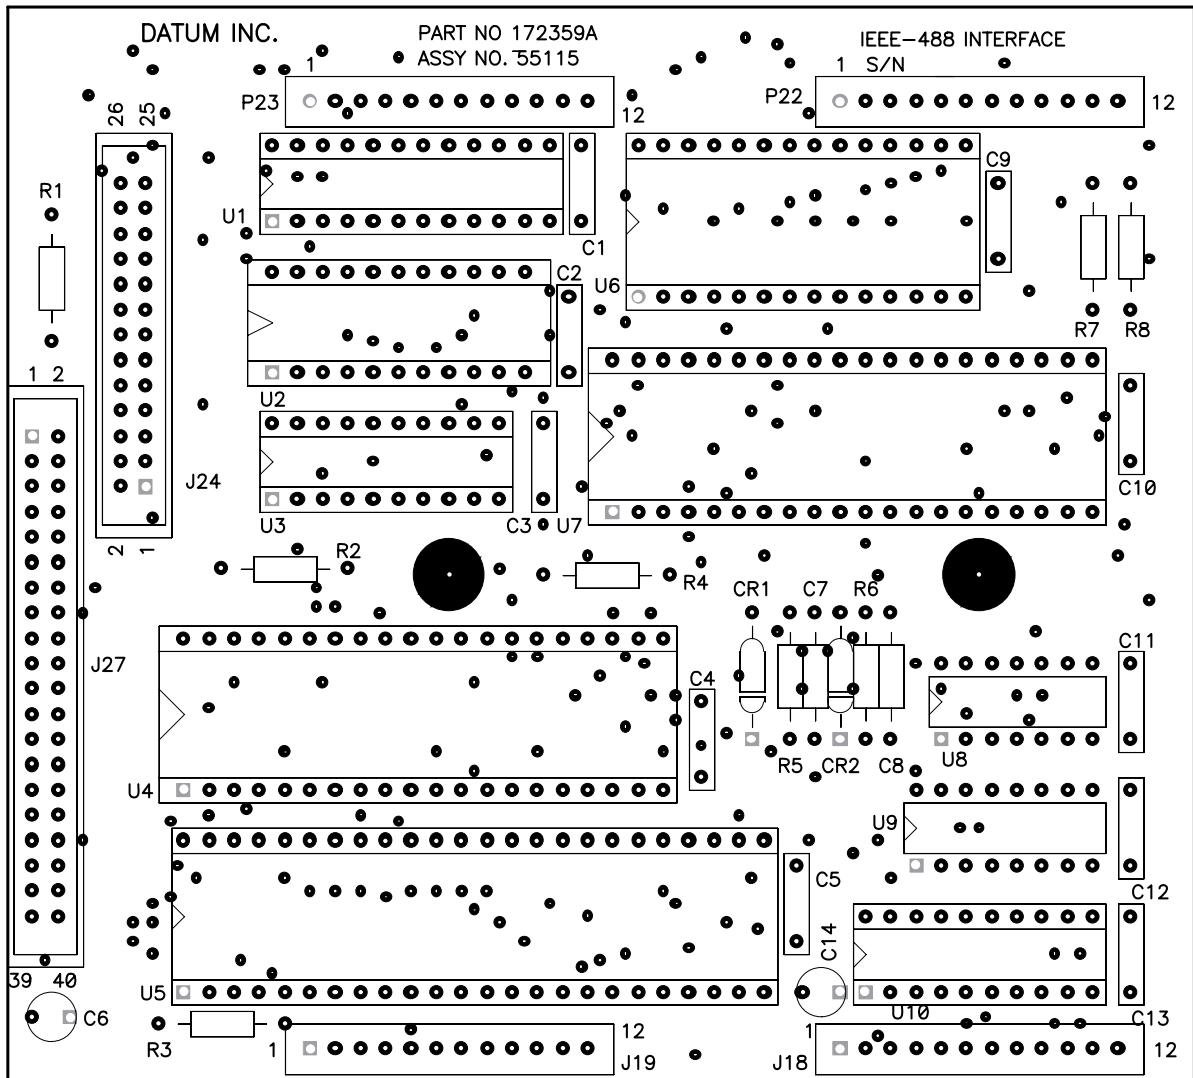 DATUM INC.
PART NO 172359A
ASSY NO. 55115
IEEE-488 INTERFACE
1
1 S/N
P23
12
P22
12
26 25
C9
R1
U1
C1
C2
U6
R7 R8
1 2
U2
J24
C10
U3
C3 U7
2 1
R2
R4
CR1 C7 R6
J27
C11
C4
U4
R5 CR2 C8
U8
U9
C5
C12
C14
39 40
U5
U10
C6
C13
R3
1
12
J19
1
J18
12